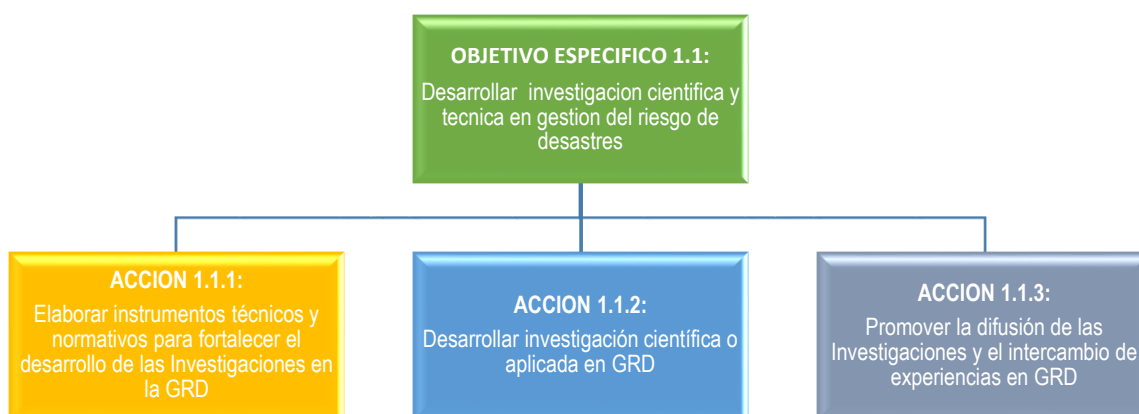 OBJETIVO ESPECIFICO 1.1:
Desarrollar investigacion cientifica y
tecnica en gestion del riesgo de
desastres
ACCION 1.1.1:
Elaborar instrumentos técnicos y
normativos para fortalecer el
desarrollo de las Investigaciones en
la GRD
ACCION 1.1.2:
Desarrollar investigación científica o
aplicada en GRD
ACCION 1.1.3:
Promover la difusión de las
Investigaciones y el intercambio de
experiencias en GRD